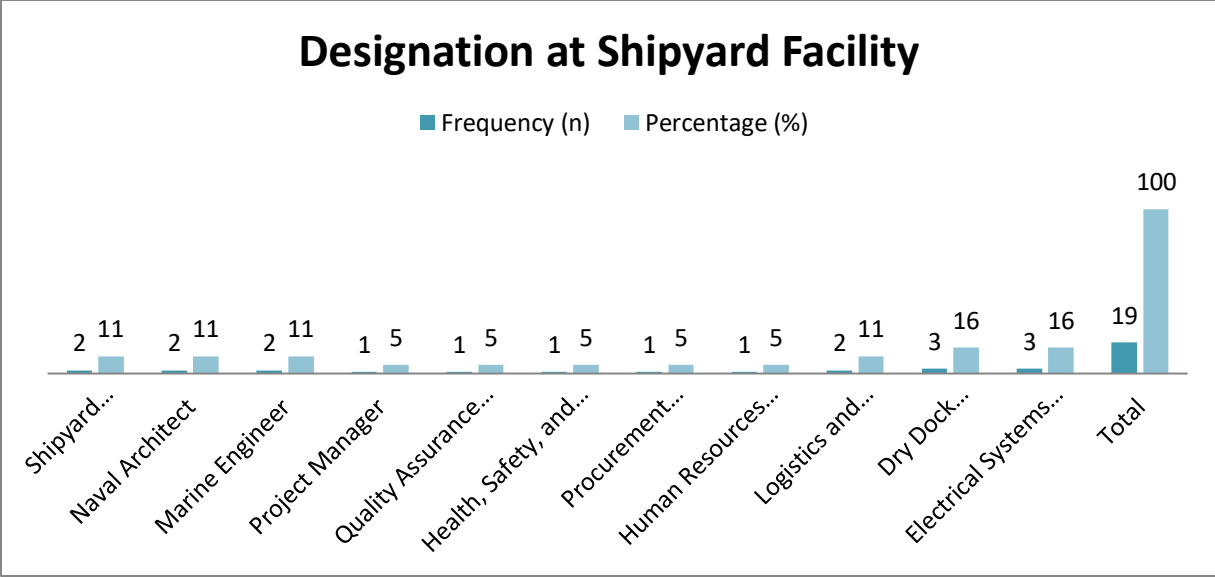 Designation at Shipyard Facility
Frequency (n) Percentage (%)
2 11 2 11 2 11 1 5 1 5 1 5 1 5 1 5 2 11 3 16 3 16 19 100
Shipyard...
Naval Architect
Marine Engineer
Project Manager
Quality Assurance...
Health, Safety, and...
Procurement...
Human Resources...
Logistics and...
Dry Dock...
Electrical Systems...
Total